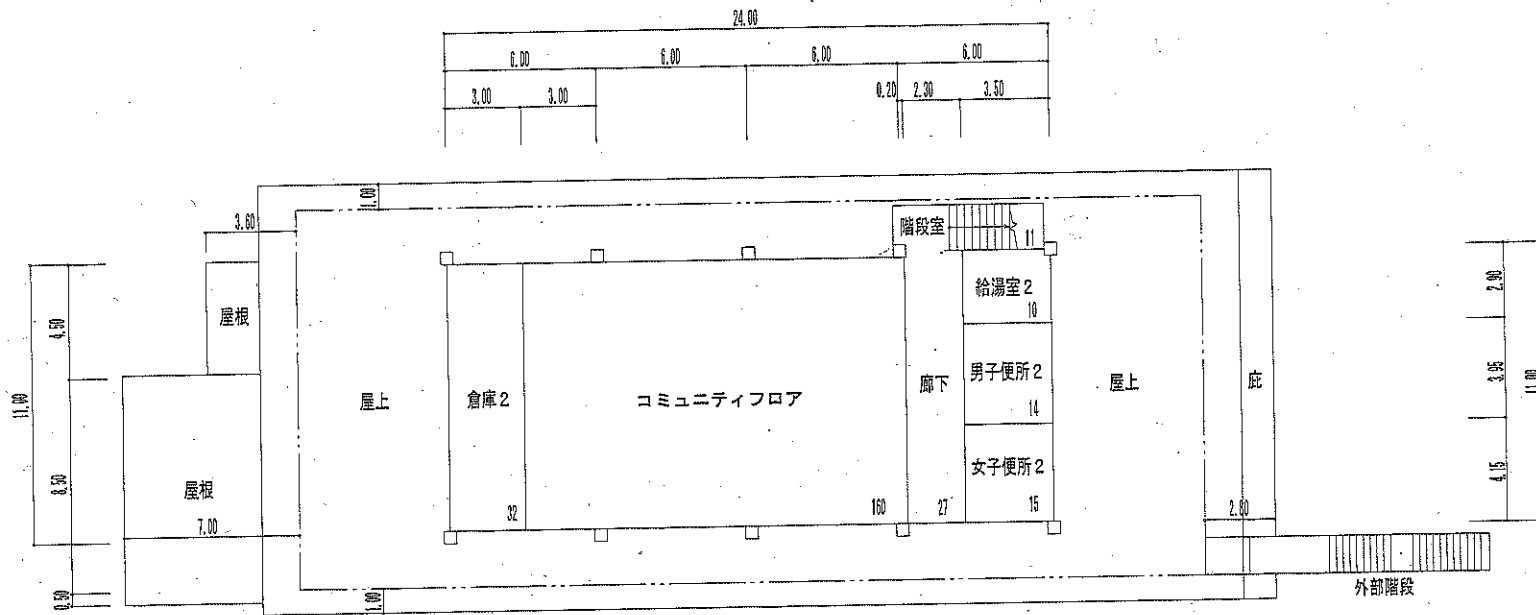 24.00
6.00 6.00 6.00 6.00
3.00 3.00 0.20 2.30 3.50
1.00
3.60
階段室
11
給湯室2
10
屋根
4.50
11.00
2.90
屋上
倉庫2
コミュニティフロア
廊下
男子便所2
14
屋上
庇
3.95
11.00
女子便所2
15
4.15
屋根
8.50
7.00
32
160
27
2.80
0.50
1.00
外部階段